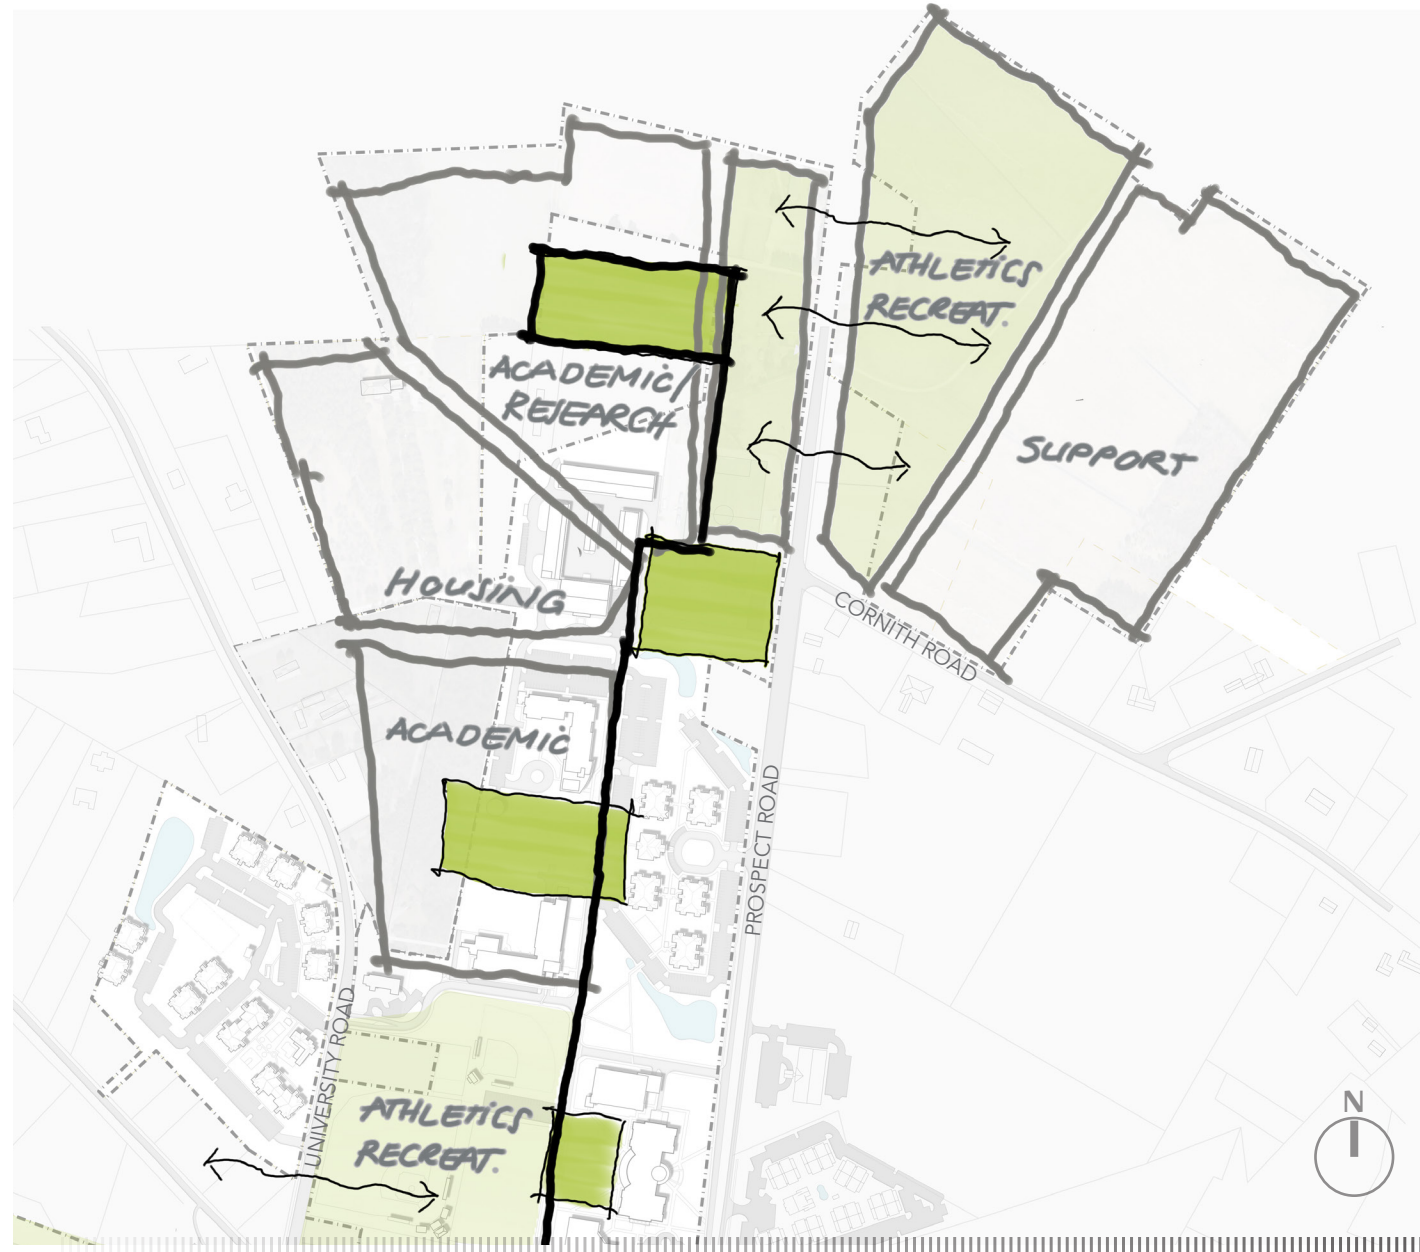 ATHLETICS
RECREAT.
ACADEMIC/
RESEARCH
SUPPORT
HOUSING
CORNITH ROAD
ACADEMIC
PROSPECT ROAD
UNIVERSITY ROAD
ATHLETICS
RECREAT.
N